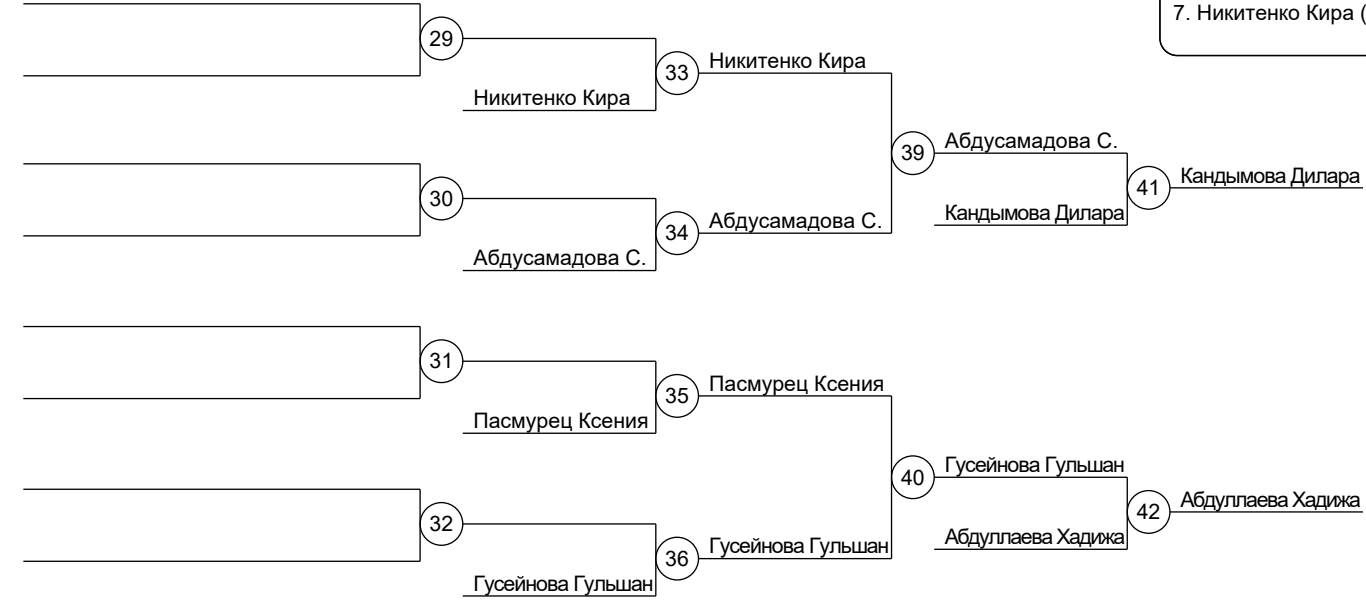 7. Никитенко Кира (
29
33
Никитенко Кира
Никитенко Кира
39
Абдусамадова С.
30
34
Абдусамадова С.
Абдусамадова С.
41
Кандымова Дилара
Кандымова Дилара
31
35
Пасмурец Ксения
Пасмурец Ксения
40
Гусейнова Гульшан
32
36
Гусейнова Гульшан
Гусейнова Гульшан
42
Абдуллаева Хадижа
Абдуллаева Хадижа